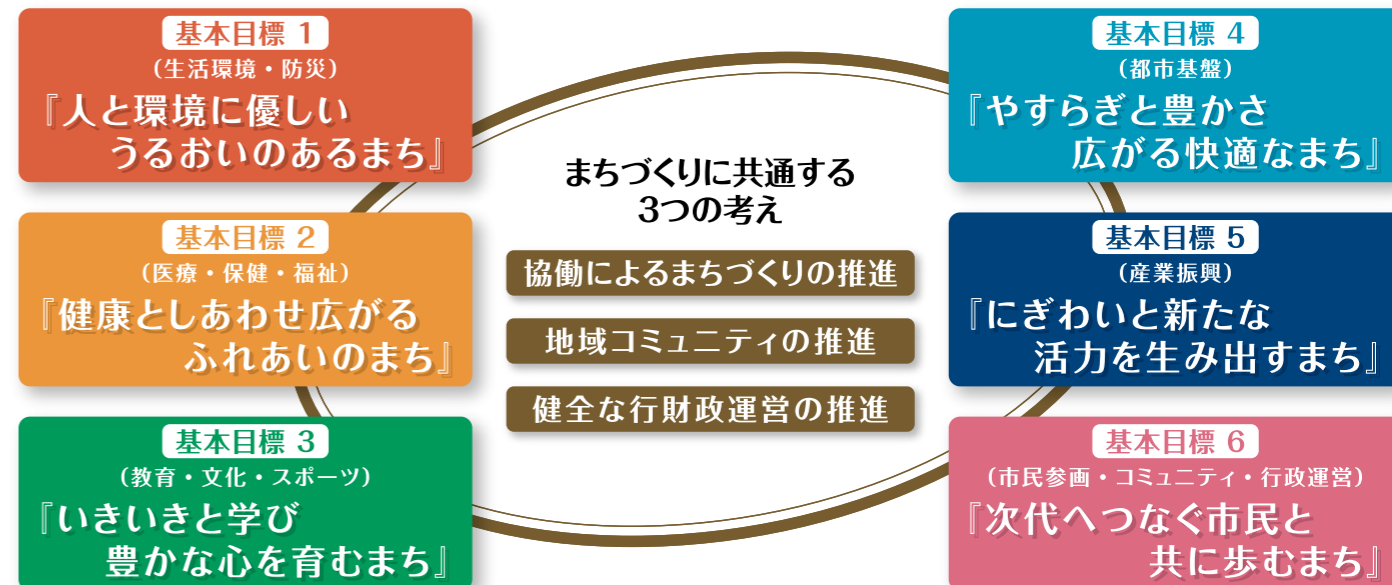 基本目標 1
（生活環境・防災）
『人と環境に優しい
うるおいのあるまち』
基本目標 2
（医療・保健・福祉）
『健康としあわせ広がる
ふれあいのまち』
基本目標 3
（教育・文化・スポーツ）
『いきいきと学び
豊かな心を育むまち』
まちづくりに共通する
3つの考え
協働によるまちづくりの推進
地域コミュニティの推進
健全な行財政運営の推進
基本目標 4
（都市基盤）
『やすらぎと豊かさ
広がる快適なまち』
基本目標 5
（産業振興）
『にぎわいと新たな
活力を生み出すまち』
基本目標 6
（市民参画・コミュニティ・行政運営）
『次代へつなぐ市民と
共に歩むまち』